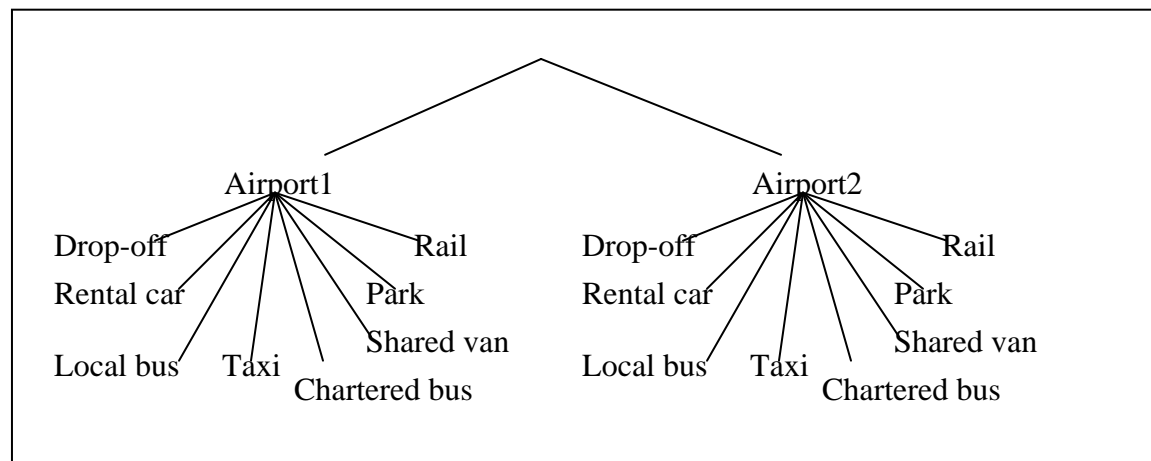 Airport1 Airport2
Drop-off Rail Drop-off Rail
Rental car Park Rental car Park
Shared van Shared van
Local bus Taxi Local bus Taxi
Chartered bus Chartered bus